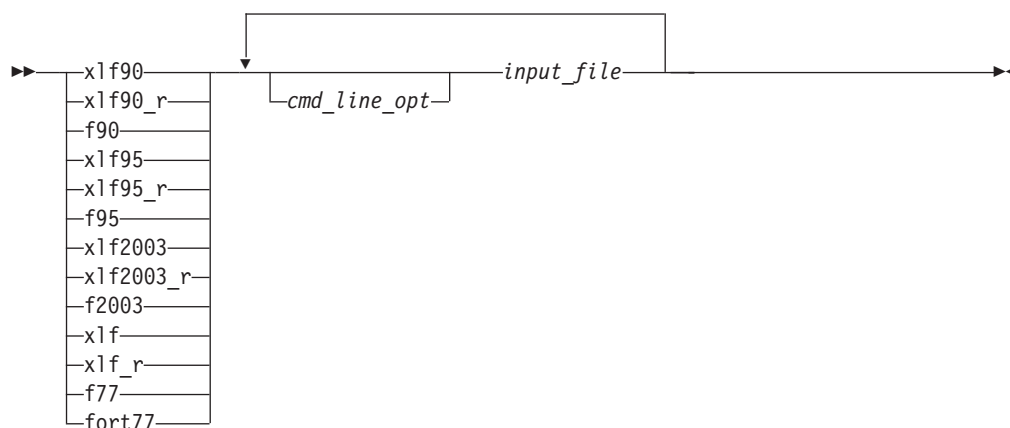 xlf90 input_file
xlf90_r cmd_line_opt
f90
xlf95
xlf95_r
f95
xlf2003
xlf2003_r
f2003
xlf
xlf_r
f77
fort77